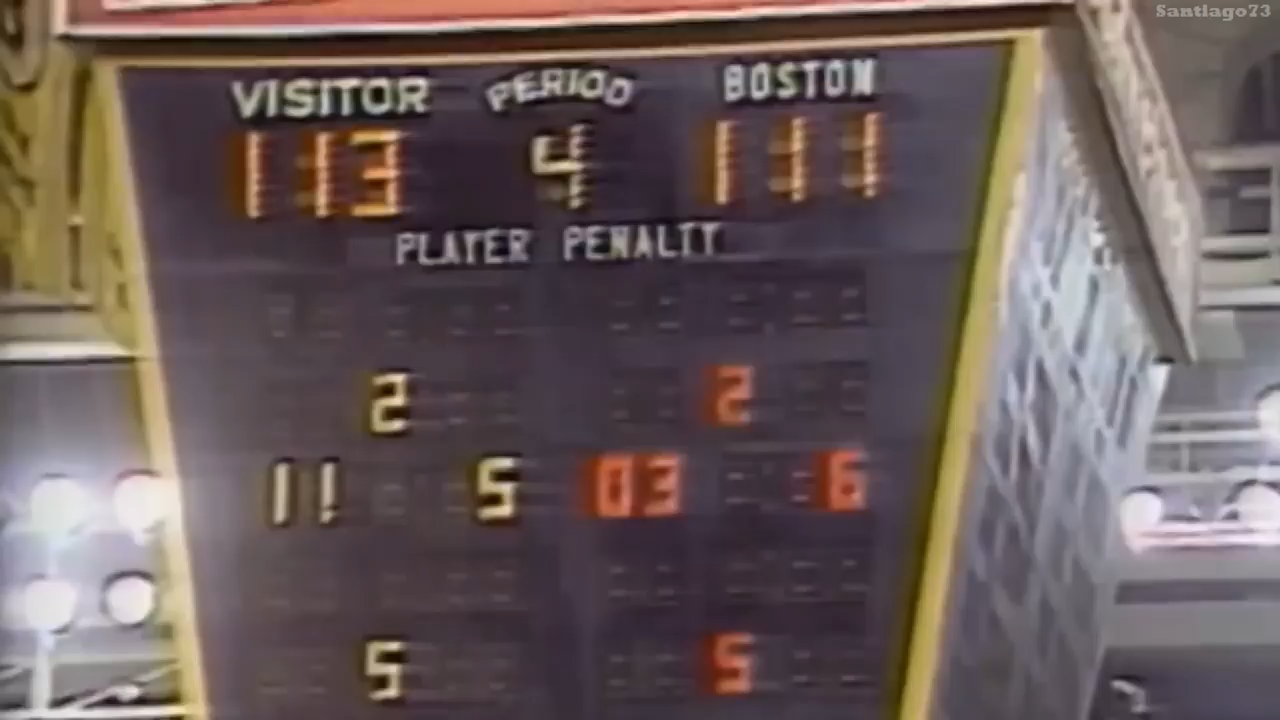 Santiago73
VISITOR PERIOD BOSTON
113 4 111
PLAYER PENALTY
2 2
11 5 03 6
5 5